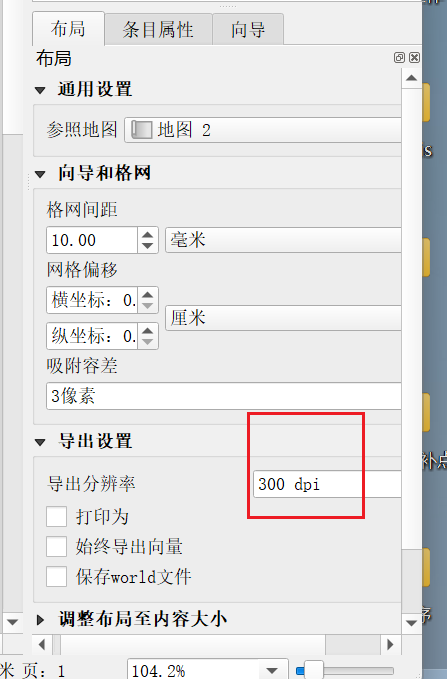 布局 条目属性 向导
布局
通用设置
参照地图 地图 2
向导和格网
格网间距
10.00 毫米
网格偏移
横坐标: 0.
厘米
纵坐标: 0.
吸附容差
3像素
导出设置
导出分辨率 300 dpi
打印为
始终导出向量
保存world文件
调整布局至内容大小
米 页: 1 104.2%
s
补点
序